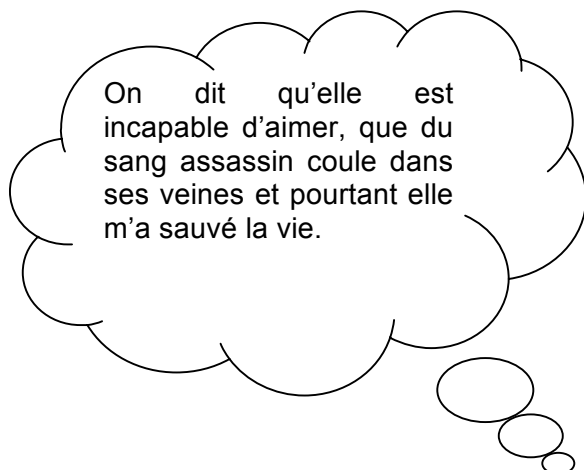 On dit qu’elle est
incapable d’aimer, que du
sang assassin coule dans
ses veines et pourtant elle
m’a sauvé la vie.